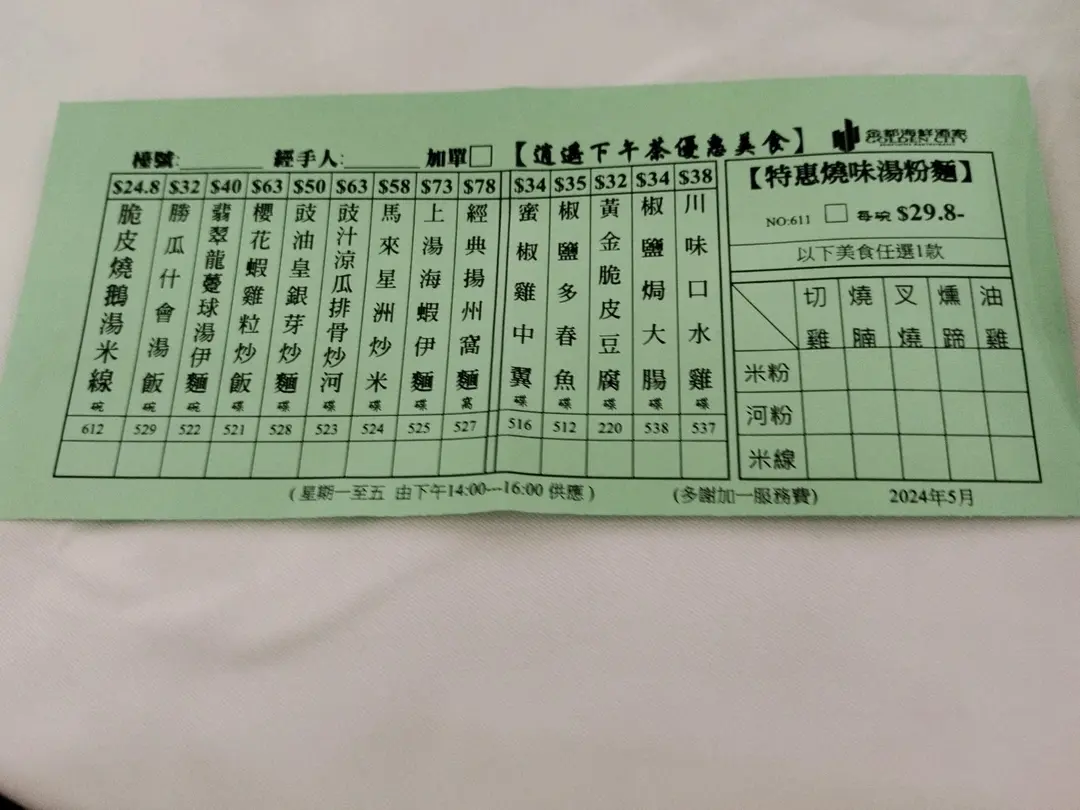 檯號:
經手人:
加單
【逍遙下午茶優惠美食】
金都海鮮酒家
GOLDEN CITY
$24.8 脆皮燒鵝湯米線 碗 612
$32 勝瓜什會湯飯 碗 529
$40 翡翠龍躉球湯伊麵 碗 522
$63 櫻花蝦雞粒炒飯 碟 521
$50 豉油皇銀芽炒麵 碟 528
$63 豉汁涼瓜排骨炒河 碟 523
$58 馬來星洲炒米 碟 524
$73 上湯海蝦伊麵 碟 525
$78 經典揚州窩麵 窩 527
$34 蜜椒雞中翼 碟 516
$35 椒鹽多春魚 碟 512
$32 黃金脆皮豆腐 碟 220
$34 椒鹽焗大腸 碟 538
$38 川味口水雞 碟 537
【特惠燒味湯粉麵】
NO:611 每碗 $29.8-
以下美食任選1款
切雞 燒腩 叉燒 燻蹄 油雞
米粉
河粉
米線
(星期一至五 由下午14:00---16:00 供應)
(多謝加一服務費)
2024年5月